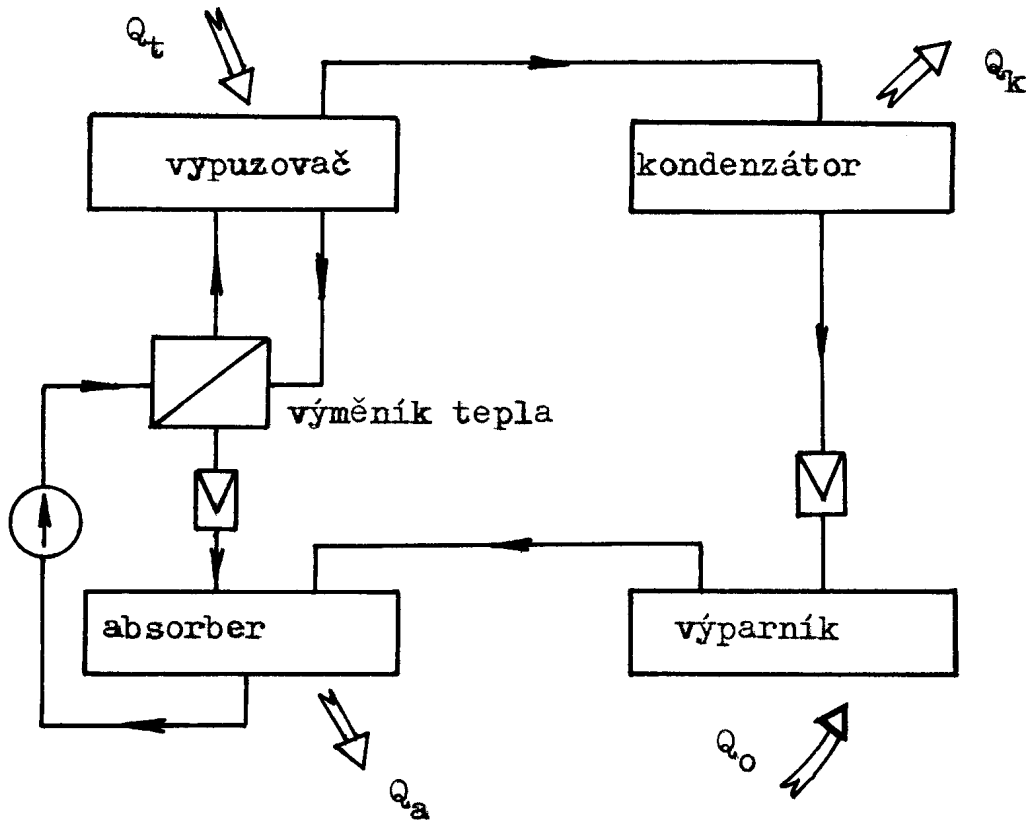 Qt
Qk
vypuzovač
kondenzátor
výměník tepla
absorber
výparník
Qo
Qa